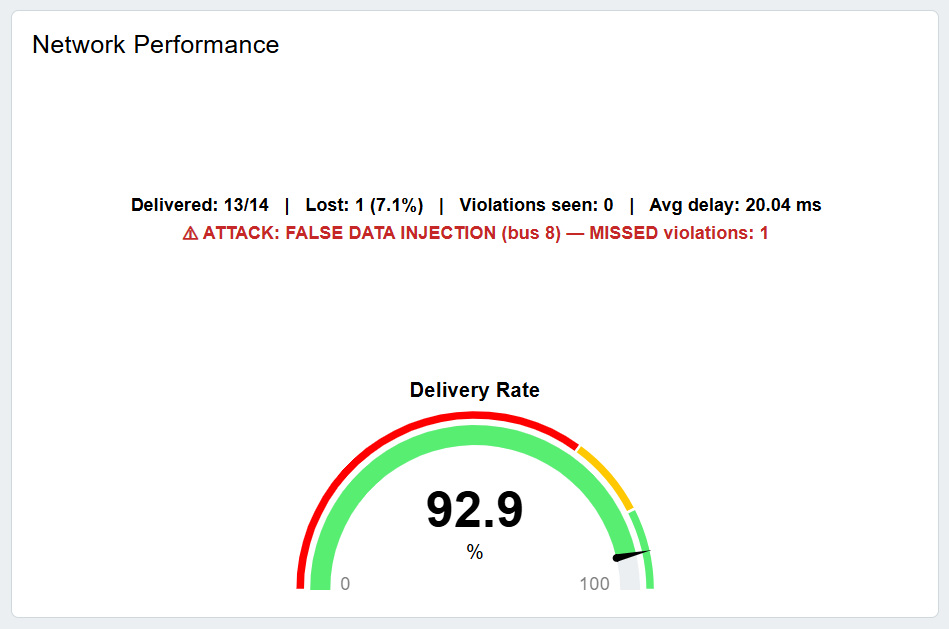 Network Performance
Delivered: 13/14 | Lost: 1 (7.1%) | Violations seen: 0 | Avg delay: 20.04 ms
⚠ ATTACK: FALSE DATA INJECTION (bus 8) — MISSED violations: 1
Delivery Rate
92.9
%
0
100